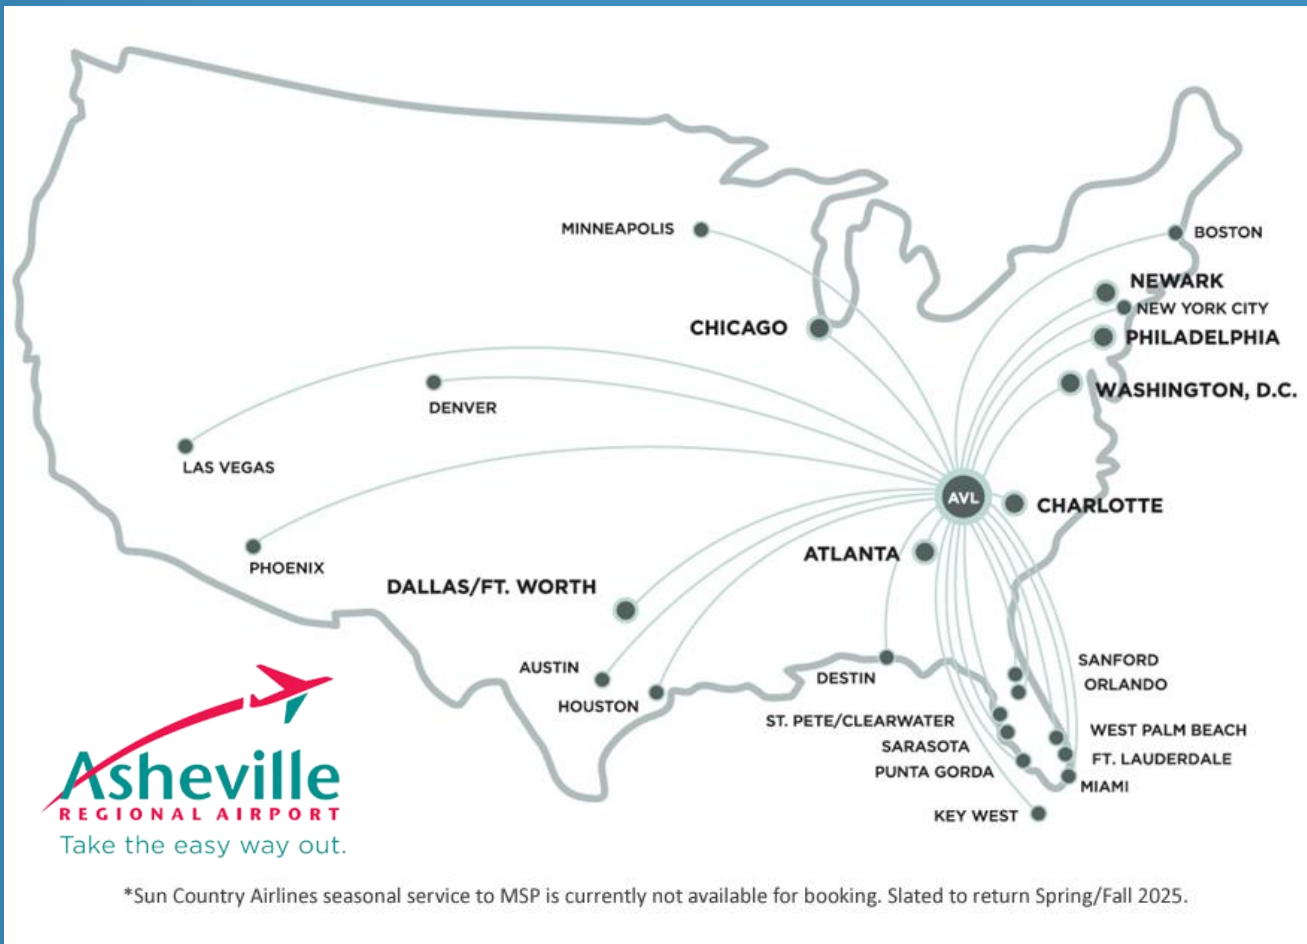 MINNEAPOLIS
BOSTON
NEWARK
NEW YORK CITY
CHICAGO
PHILADELPHIA
WASHINGTON, D.C.
DENVER
LAS VEGAS
AVL
CHARLOTTE
ATLANTA
PHOENIX
DALLAS/FT. WORTH
AUSTIN
HOUSTON
DESTIN
SANFORD
ORLANDO
ST. PETE/CLEARWATER
SARASOTA
PUNTA GORDA
WEST PALM BEACH
FT. LAUDERDALE
MIAMI
KEY WEST
Asheville
REGIONAL AIRPORT
Take the easy way out.
*Sun Country Airlines seasonal service to MSP is currently not available for booking. Slated to return Spring/Fall 2025.